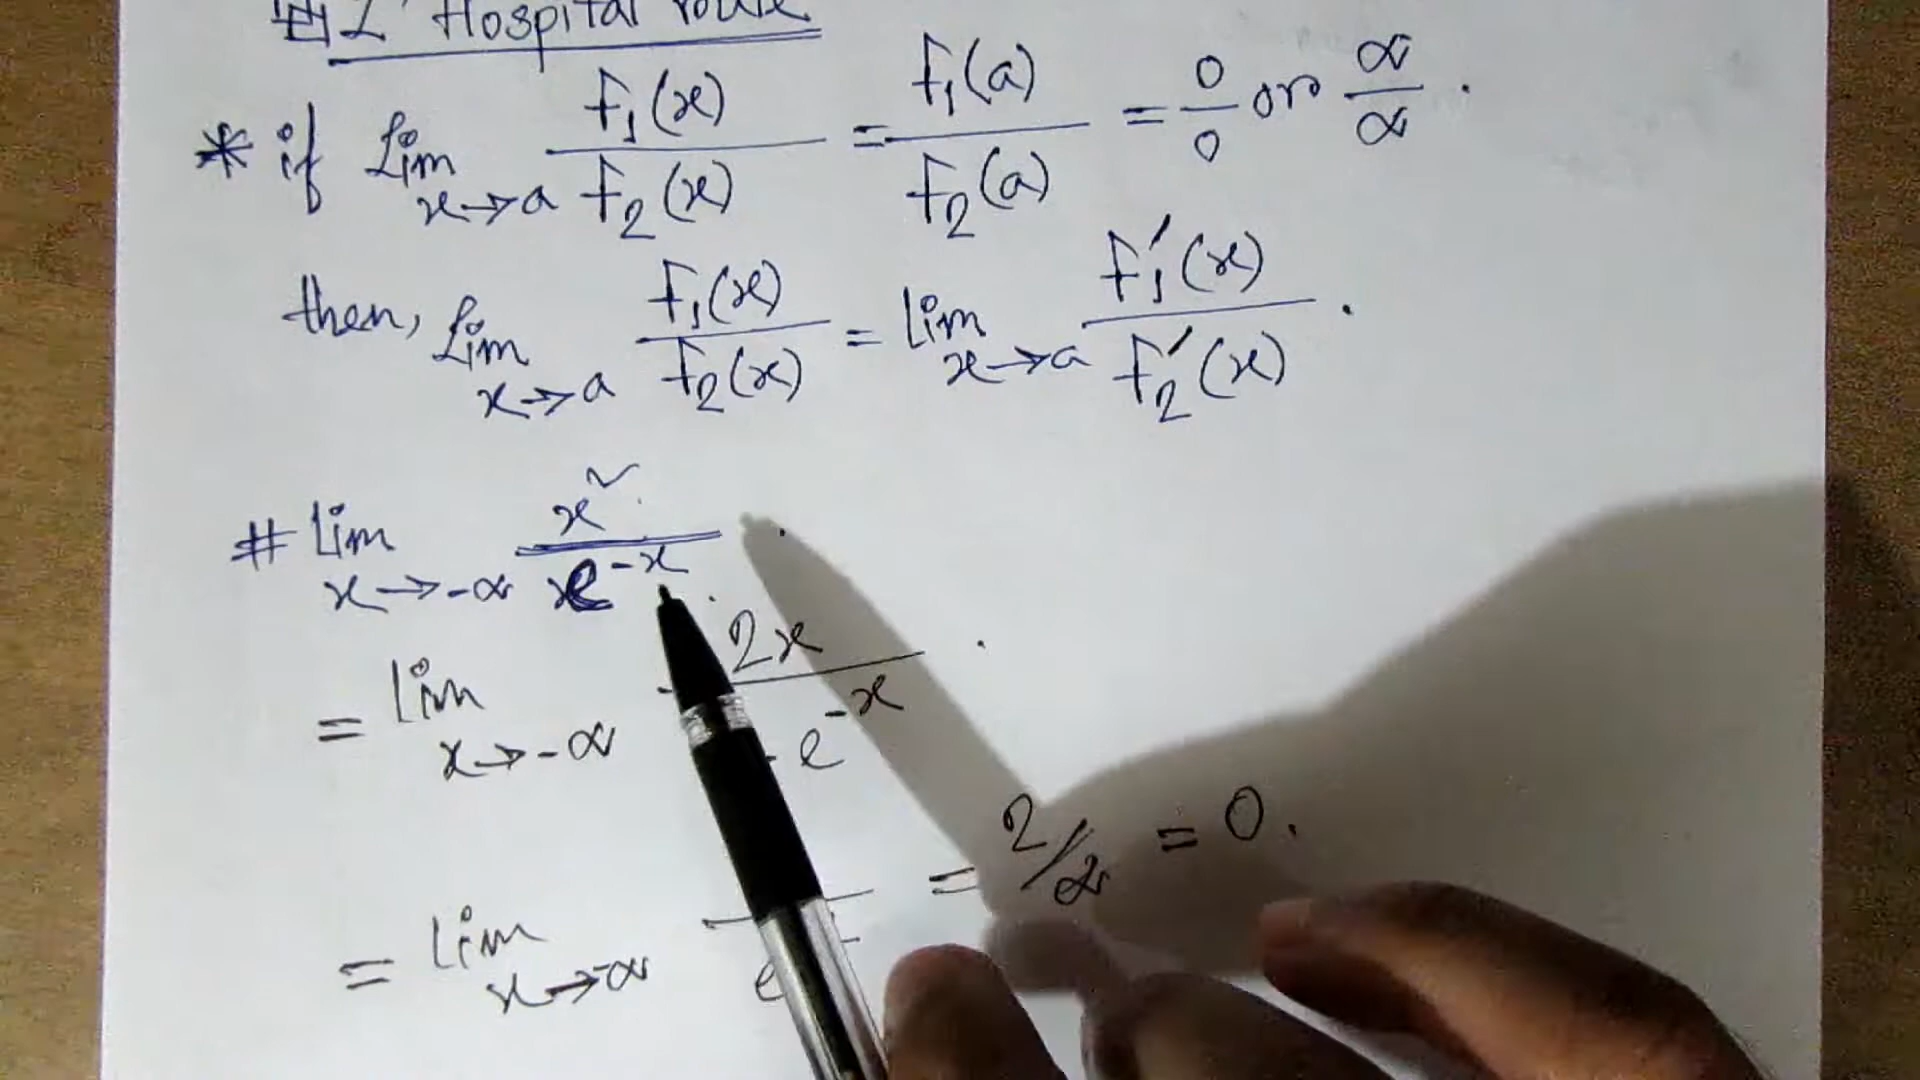 L' Hospital
* if Lim x→a f₁(x)/f₂(x) = f₁(a)/f₂(a) = 0/0 or ∞/∞.
then, Lim x→a f₁(x)/f₂(x) = lim x→a f₁′(x)/f₂′(x).
# Lim x→-∞ x²/e^-x
= Lim x→-∞ 2x/-e^-x.
= Lim x→-∞ = 2/∞ = 0.